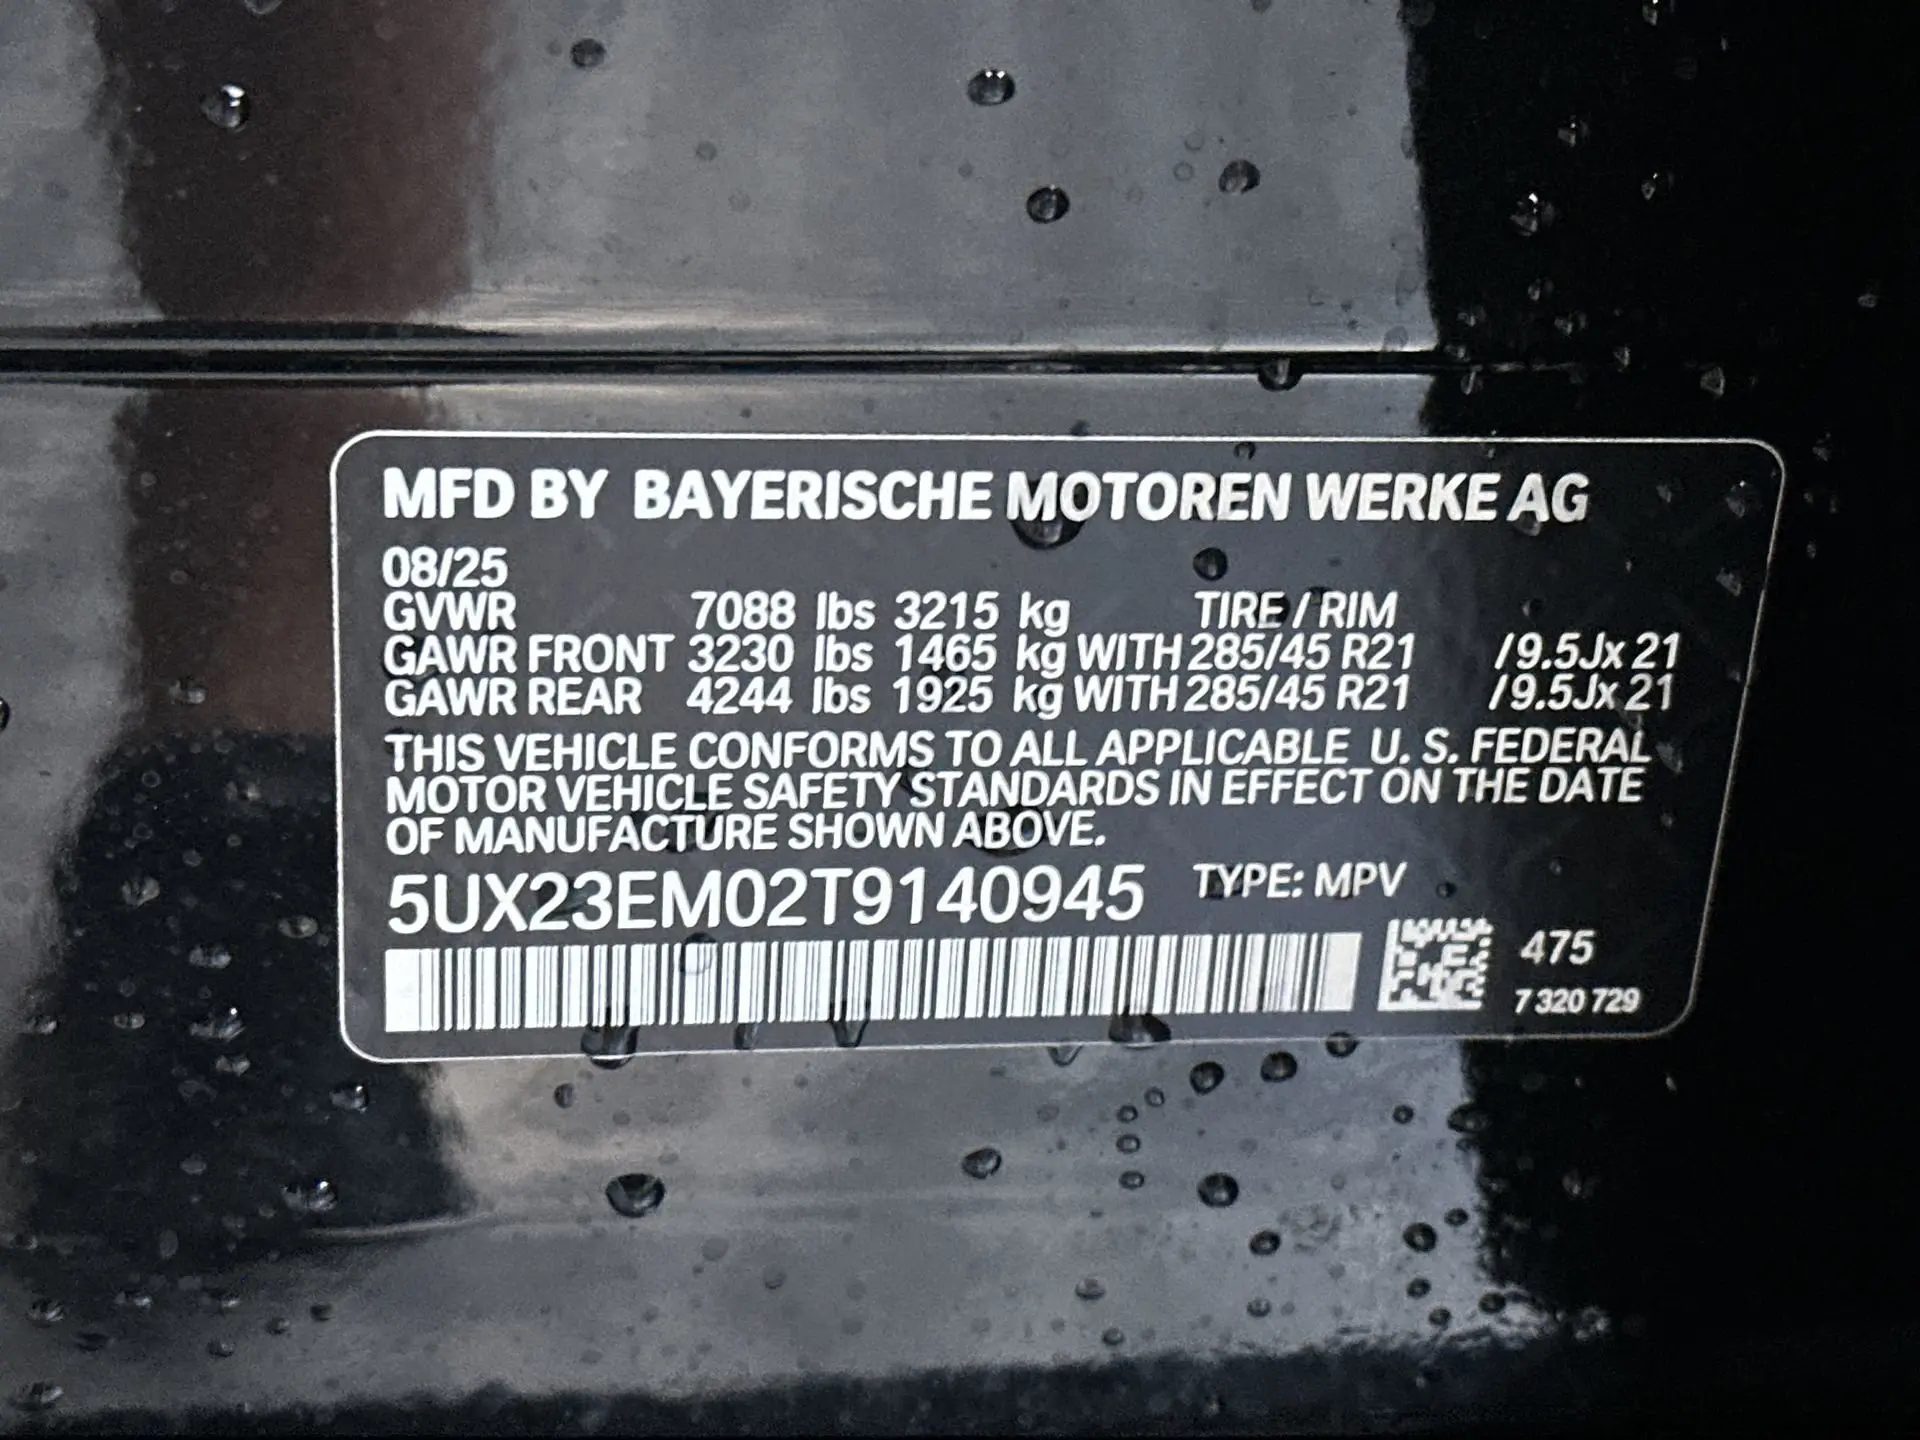 MFD BY BAYERISCHE MOTOREN WERKE AG
08/25
GVWR 7088 lbs 3215 kg TIRE / RIM
GAWR FRONT 3230 lbs 1465 kg WITH 285/45 R21 / 9.5Jx 21
GAWR REAR 4244 lbs 1925 kg WITH 285/45 R21 / 9.5Jx 21
THIS VEHICLE CONFORMS TO ALL APPLICABLE U. S. FEDERAL
MOTOR VEHICLE SAFETY STANDARDS IN EFFECT ON THE DATE
OF MANUFACTURE SHOWN ABOVE.
5UX23EM02T9140945 TYPE: MPV
475
7 320 729